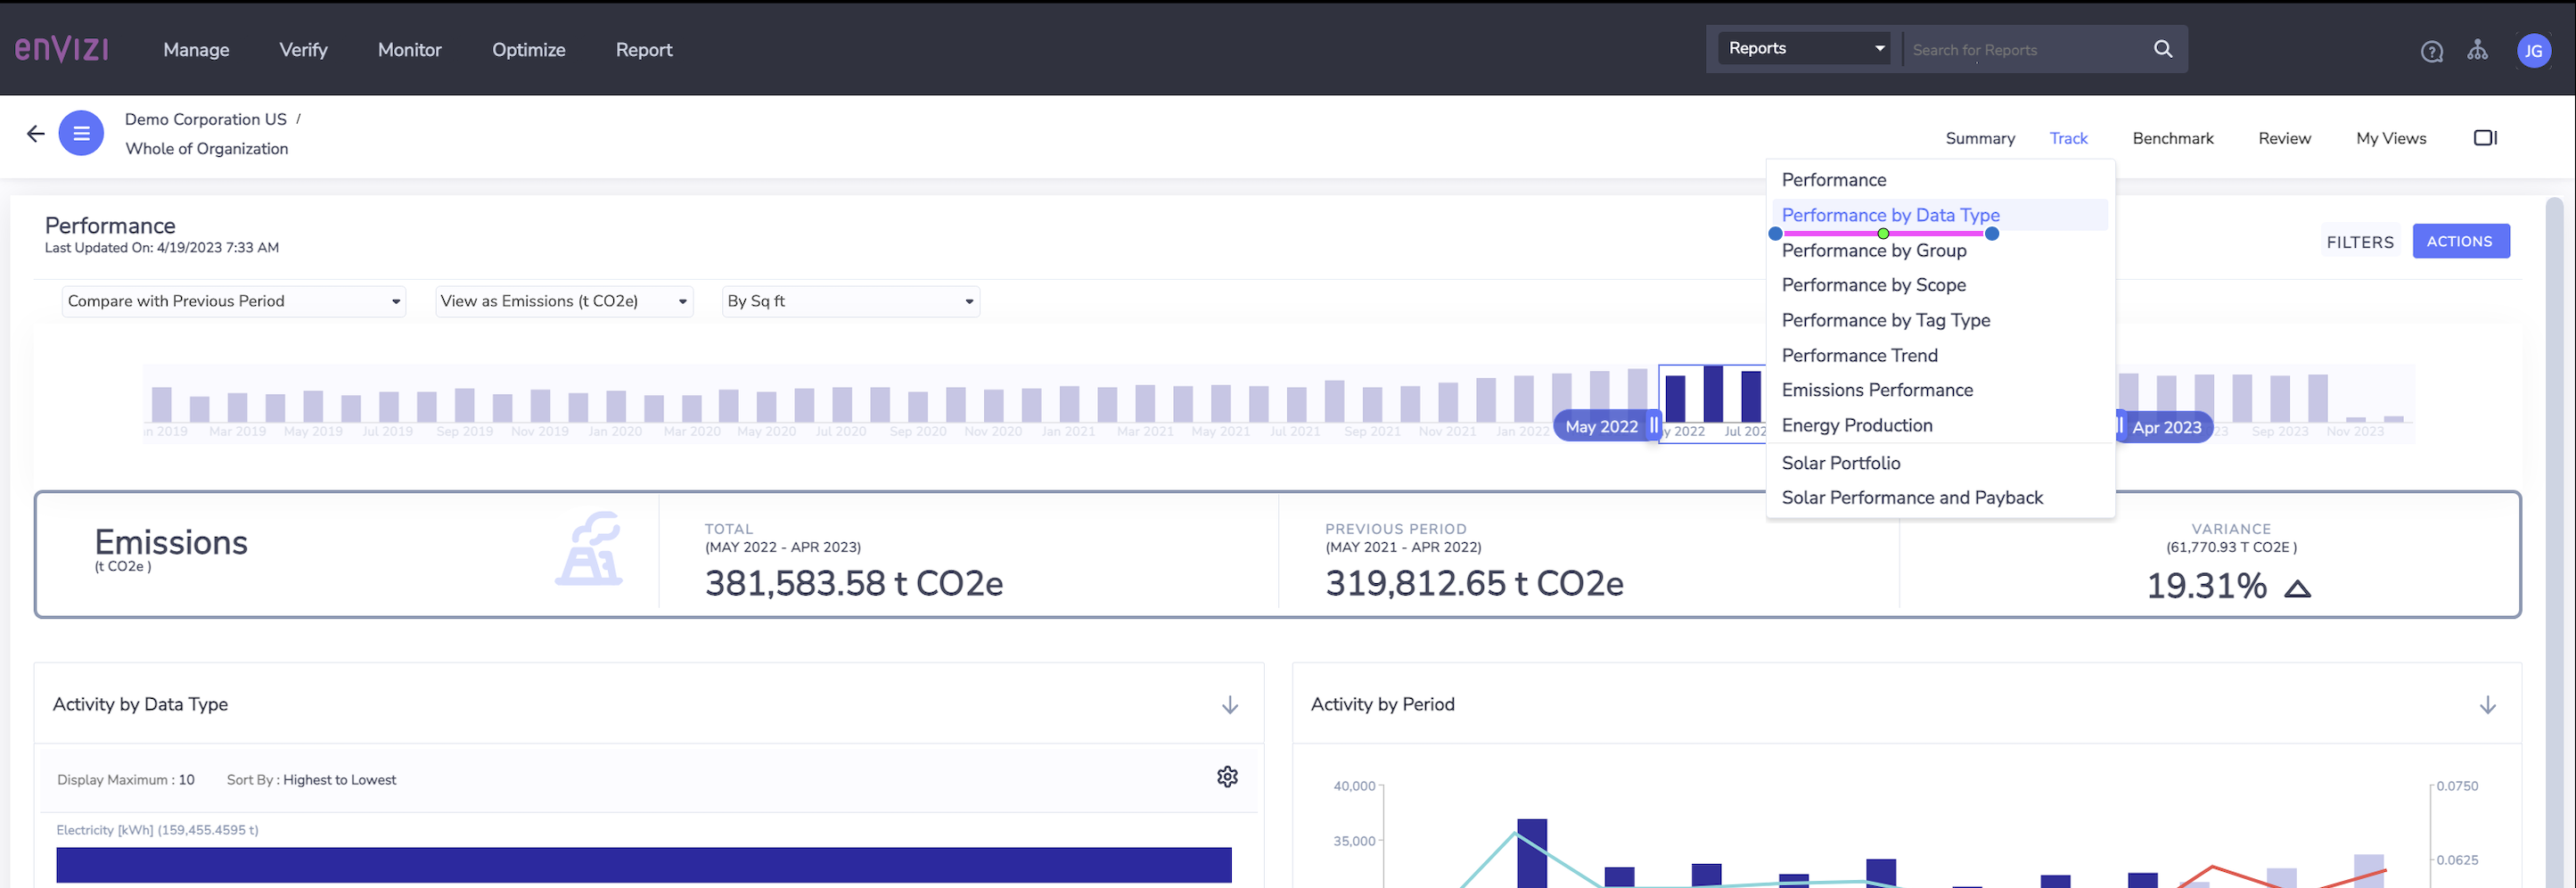 enVIZI
Manage
Verify
Monitor
Optimize
Report
Reports
Search for Reports
JG
Demo Corporation US /
Whole of Organization
Summary
Track
Benchmark
Review
My Views
Performance
Performance by Data Type
Performance by Group
Performance by Scope
Performance by Tag Type
Performance Trend
Emissions Performance
Energy Production
Solar Portfolio
Solar Performance and Payback
Performance
Last Updated On: 4/19/2023 7:33 AM
FILTERS
ACTIONS
Compare with Previous Period
View as Emissions (t CO2e)
By Sq ft
n 2019
Mar 2019
May 2019
Jul 2019
Sep 2019
Nov 2019
Jan 2020
Mar 2020
May 2020
Jul 2020
Sep 2020
Nov 2020
Jan 2021
Mar 2021
May 2021
Jul 2021
Sep 2021
Nov 2021
Jan 2022
May 2022
y 2022
Jul 202
Apr 2023
23
Sep 2023
Nov 2023
Emissions
(t CO2e )
TOTAL
(MAY 2022 - APR 2023)
381,583.58 t CO2e
PREVIOUS PERIOD
(MAY 2021 - APR 2022)
319,812.65 t CO2e
VARIANCE
(61,770.93 T CO2E )
19.31%
Activity by Data Type
Display Maximum : 10
Sort By : Highest to Lowest
Electricity [kWh] (159,455.4595 t)
Activity by Period
40,000
35,000
0.0750
0.0625